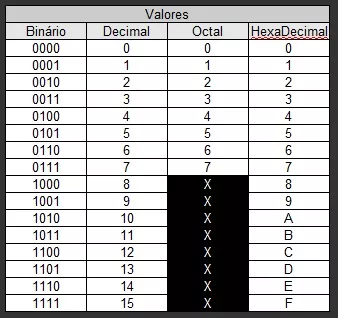 Valores
Binário Decimal Octal HexaDecimal
0000 0 0 0
0001 1 1 1
0010 2 2 2
0011 3 3 3
0100 4 4 4
0101 5 5 5
0110 6 6 6
0111 7 7 7
1000 8 X 8
1001 9 X 9
1010 10 X A
1011 11 X B
1100 12 X C
1101 13 X D
1110 14 X E
1111 15 X F